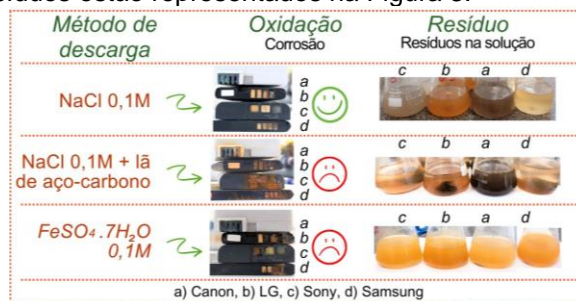 Método de descarga
Oxidação
Corrosão
Resíduo
Resíduos na solução
NaCl 0,1M
a
b
c
d
c b a d
NaCl 0,1M + lã de aço-carbono
a
b
c
d
c b a d
FeSO₄.7H₂O
0,1M
a
b
c
d
c b a d
a) Canon, b) LG, c) Sony, d) Samsung